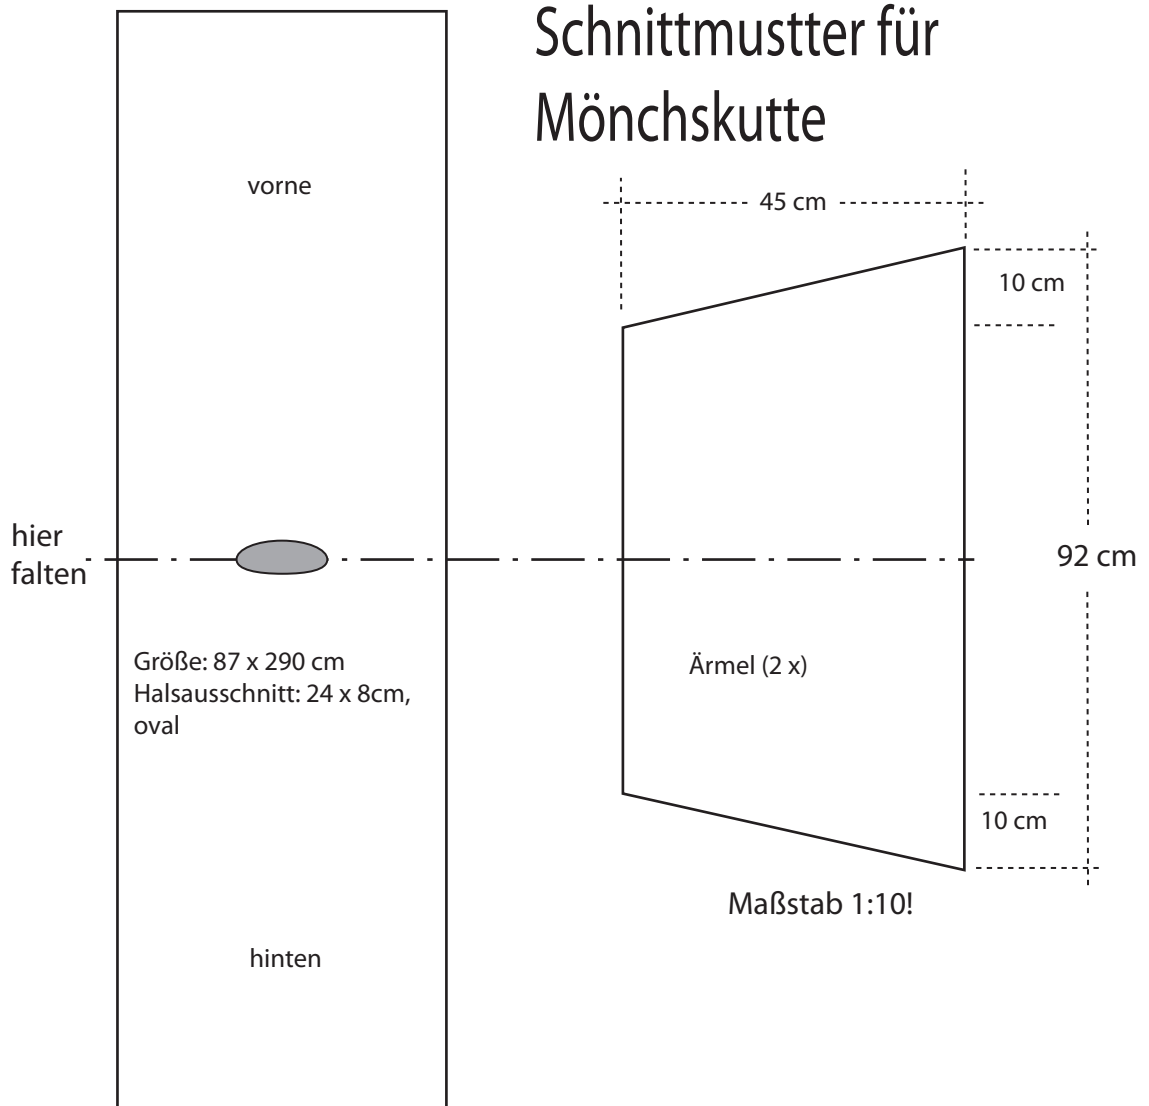 Schnittmustter für
Mönchskutte
vorne
45 cm
10 cm
hier
falten
92 cm
Größe: 87 x 290 cm
Halsausschnitt: 24 x 8cm,
oval
Ärmel (2 x)
10 cm
Maßstab 1:10!
hinten